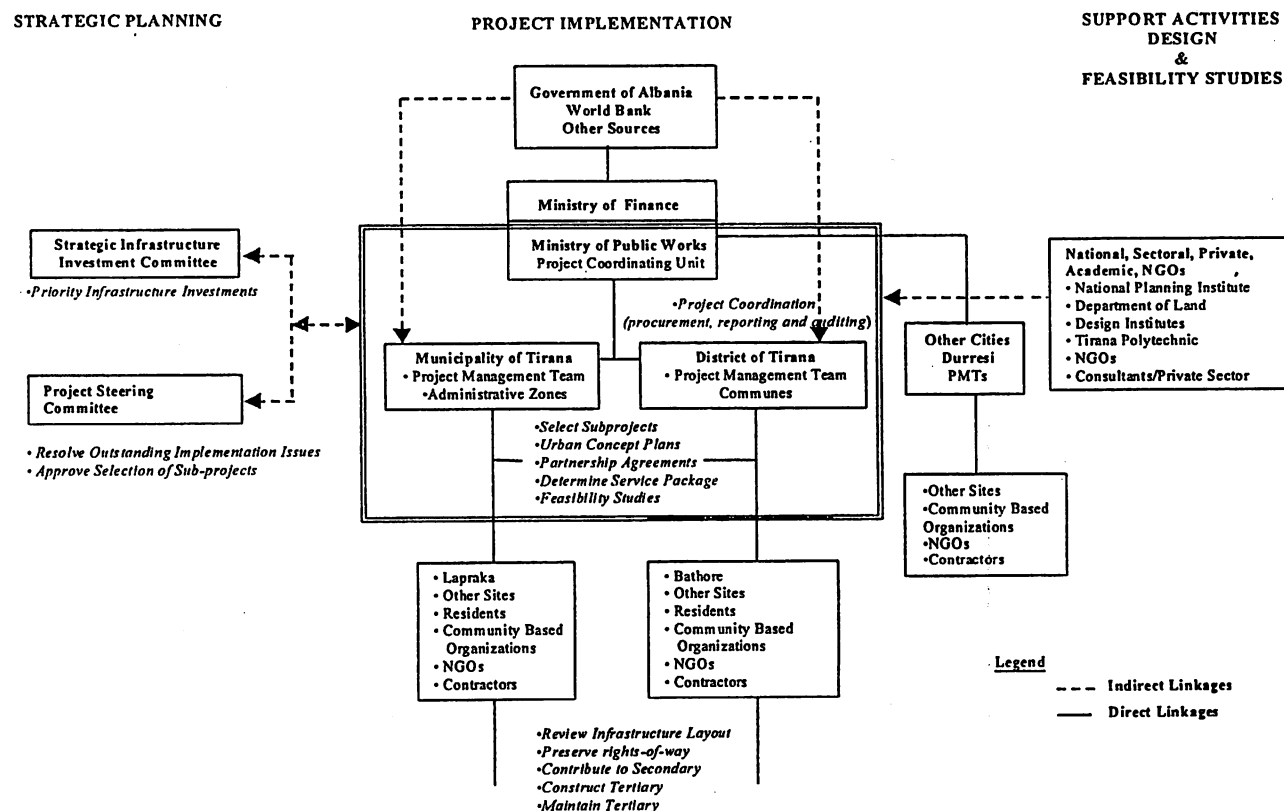 STRATEGIC PLANNING
PROJECT IMPLEMENTATION
SUPPORT ACTIVITIES
DESIGN
&
FEASIBILITY STUDIES
Government of Albania
World Bank
Other Sources
Ministry of Finance
Ministry of Public Works
Project Coordinating Unit
Strategic Infrastructure
Investment Committee
•Priority Infrastructure Investments
Project Steering
Committee
• Resolve Outstanding Implementation Issues
• Approve Selection of Sub-projects
•Project Coordination
(procurement, reporting and auditing)
Municipality of Tirana
• Project Management Team
•Administrative Zones
District of Tirana
• Project Management Team
Communes
•Select Subprojects
•Urban Concept Plans
•Partnership Agreements
•Determine Service Package
•Feasibility Studies
Other Cities
Durresi
PMTs
National, Sectoral, Private,
Academic, NGOs
• National Planning Institute
• Department of Land
• Design Institutes
• Tirana Polytechnic
• NGOs
• Consultants/Private Sector
•Other Sites
•Community Based
Organizations
•NGOs
•Contractors
• Lapraka
• Other Sites
• Residents
• Community Based
Organizations
• NGOs
• Contractors
• Bathore
• Other Sites
• Residents
• Community Based
Organizations
• NGOs
• Contractors
•Review Infrastructure Layout
•Preserve rights-of-way
•Contribute to Secondary
•Construct Tertiary
•Maintain Tertiary
Legend
Indirect Linkages
Direct Linkages